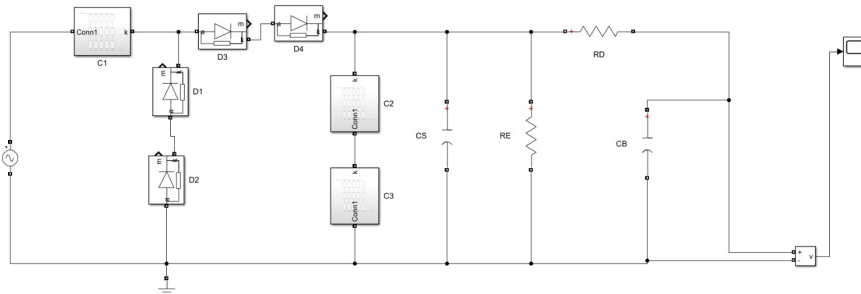 Conn1
k
C1
a
k
m
D3
a
k
m
D4
m
k
D1
m
k
D2
k
Conn1
C2
k
Conn1
C3
+
CS
+
RE
+
RD
+
CB
+
-
v